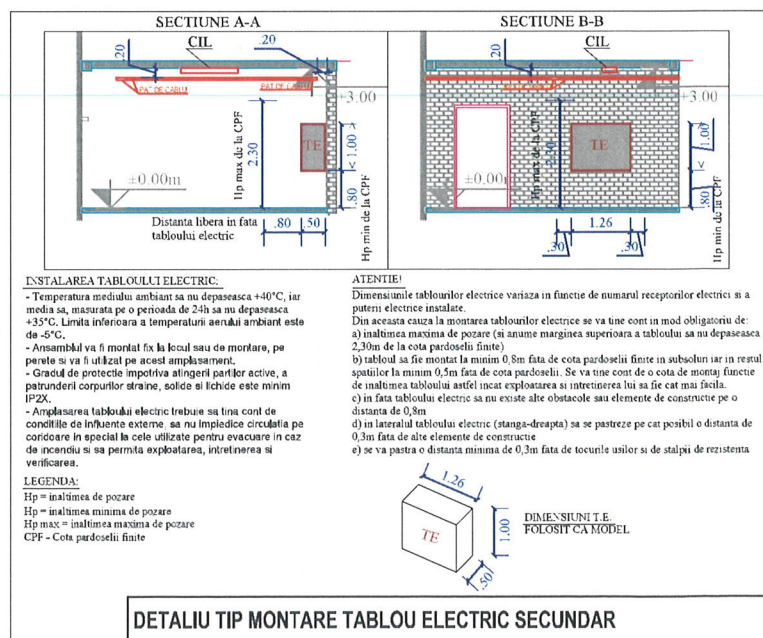 SECTIUNE A-A
.20
CIL
.20
PAT DE CABLU
PAT DE CABLU
+3.00
Hp max de la CPF
2.30
TE
< 1.00 >
±0.00m
.80
Hp min de la CPF
Distanta libera in fata
tabloului electric
.80
.50
SECTIUNE B-B
.20
CIL
+3.00
Hp max de la CPF
2.30
TE
1.00
±0.00m
.80
Hp min de la CPF
1.26
.30
.30
INSTALAREA TABLOULUI ELECTRIC:
- Temperatura mediului ambiant sa nu depaseasca +40°C, iar
media sa, masurata pe o perioada de 24h sa nu depaseasca
+35°C. Limita inferioara a temperaturii aerului ambiant este
de -5°C.
- Ansamblul va fi montat fix la locul sau de montare, pe
perete si va fi utilizat pe acest amplasament.
- Gradul de protectie impotriva atingerii partilor active, a
patrunderii corpurilor straine, solide si lichide este minim
IP2X.
- Amplasarea tabloului electric trebuie sa tina cont de
conditiile de influente externe, sa nu impiedice circulatia pe
coridoare in special la cele utilizate pentru evacuare in caz
de incendiu si sa permita exploatarea, intretinerea si
verificarea.
LEGENDA:
Hp = inaltimea de pozare
Hp = inaltimea minima de pozare
Hp max = inaltimea maxima de pozare
CPF - Cota pardoselii finite
ATENTIE!
Dimensiunile tablourilor electrice variaza in functie de numarul receptorilor electrici si a
puterii electrice instalate.
Din aceasta cauza la montarea tablourilor electrice se va tine cont in mod obligatoriu de:
a) inaltimea maxima de pozare (si anume marginea superioara a tabloului sa nu depaseasca
2,30m de la cota pardoselii finite)
b) tabloul sa fie montat la minim 0,8m fata de cota pardoselii finite in subsoluri iar in restul
spatiilor la minim 0,5m fata de cota pardoselii. Se va tine cont de o cota de montaj functie
de inaltimea tabloului astfel incat exploatarea si intretinerea lui sa fie cat mai facila.
c) in fata tabloului electric sa nu existe alte obstacole sau elemente de constructie pe o
distanta de 0,8m
d) in lateralul tabloului electric (stanga-dreapta) sa se pastreze pe cat posibil o distanta de
0,3m fata de alte elemente de constructie
e) se va pastra o distanta minima de 0,3m fata de tocurile usilor si de stalpii de rezistenta
1.26
TE
1.00
.50
DIMENSIUNI T.E.
FOLOSIT CA MODEL
DETALIU TIP MONTARE TABLOU ELECTRIC SECUNDAR